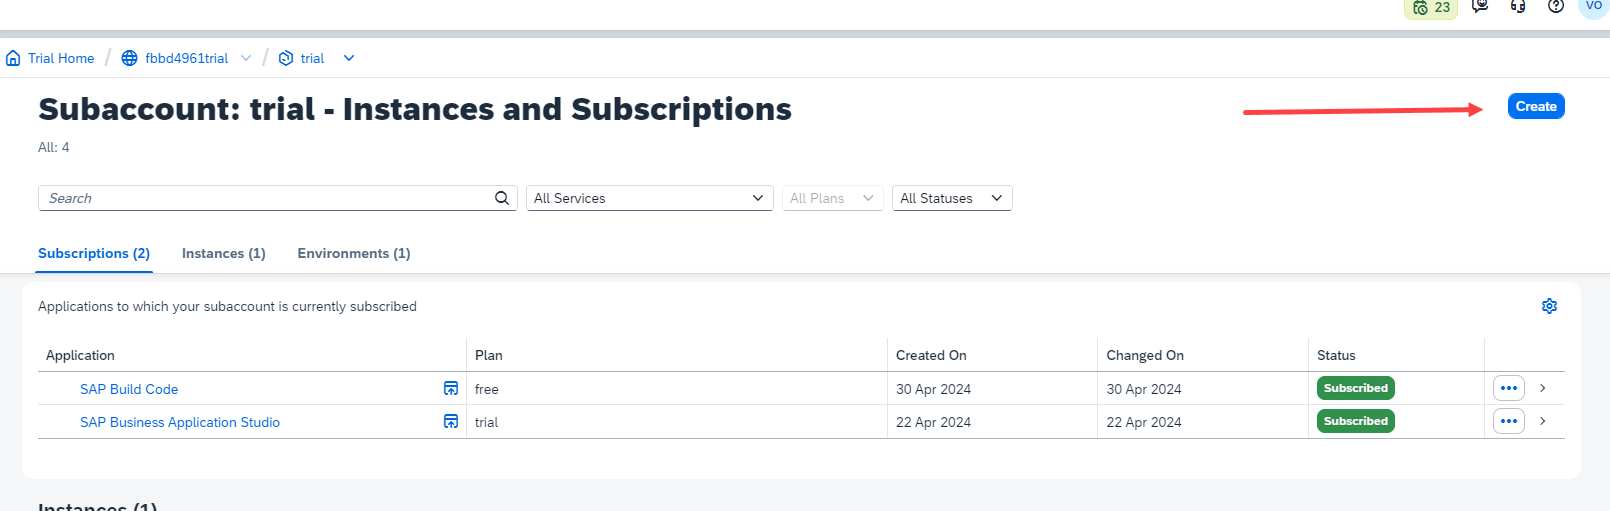 23
VO
Trial Home / fbbd4961trial / trial
Subaccount: trial - Instances and Subscriptions
Create
All: 4
Search
All Services
All Plans
All Statuses
Subscriptions (2) Instances (1) Environments (1)
Applications to which your subaccount is currently subscribed
Application Plan Created On Changed On Status
SAP Build Code free 30 Apr 2024 30 Apr 2024 Subscribed
SAP Business Application Studio trial 22 Apr 2024 22 Apr 2024 Subscribed
Instances (1)